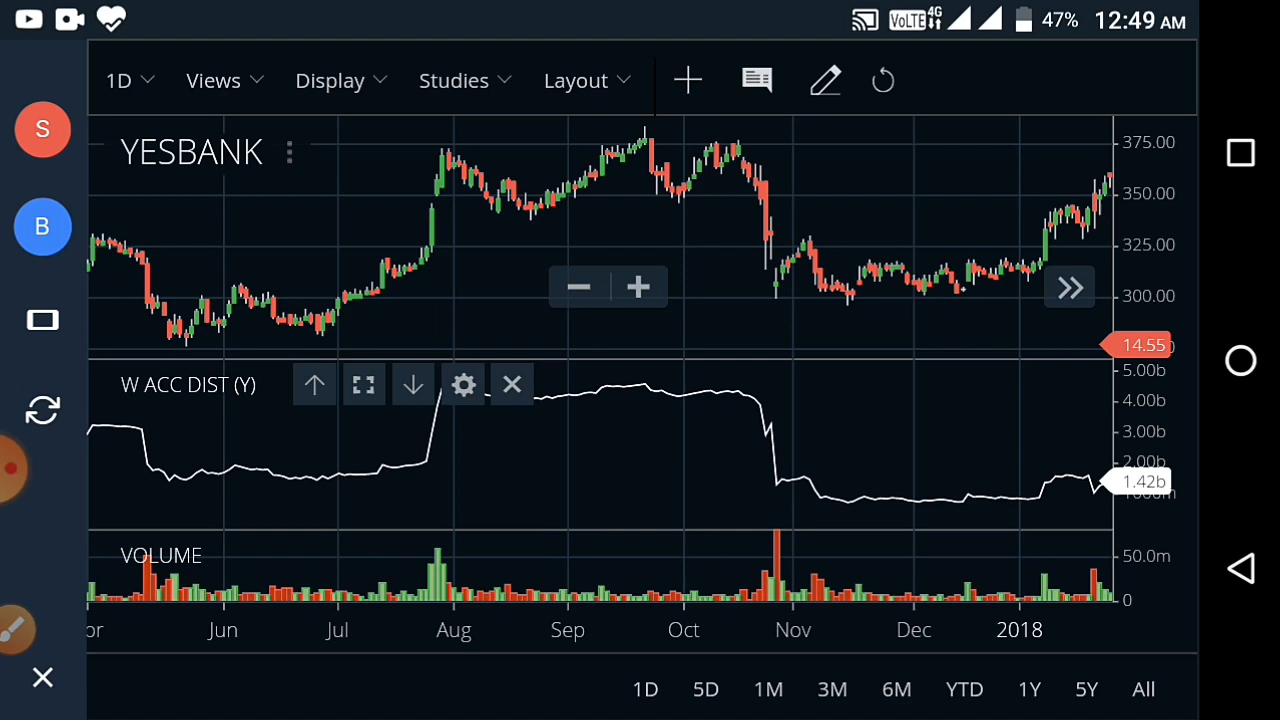 4G
VoLTE 47% 12:49 AM
1D Views Display Studies Layout
S
YESBANK
375.00
350.00
B
325.00
300.00
14.55
W ACC DIST (Y)
5.00b
4.00b
3.00b
2.00b
1.42b
VOLUME
50.0m
0
Jun Jul Aug Sep Oct Nov Dec 2018
1D 5D 1M 3M 6M YTD 1Y 5Y All